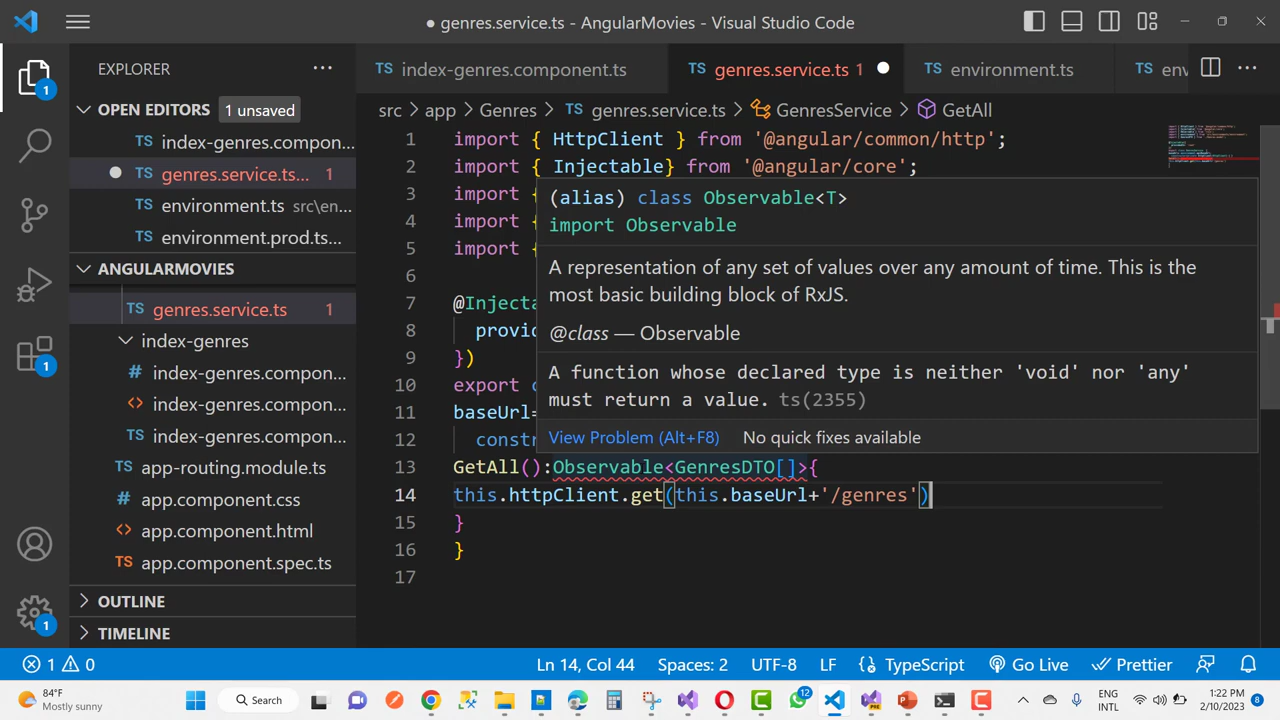 ● genres.service.ts - AngularMovies - Visual Studio Code
EXPLORER
TS index-genres.component.ts
TS genres.service.ts 1 ●
TS environment.ts
TS env
OPEN EDITORS 1 unsaved
src > app > Genres > TS genres.service.ts > GenresService > GetAll
TS index-genres.compon...
TS genres.service.ts... 1
TS environment.ts src\en...
TS environment.prod.ts...
ANGULARMOVIES
TS genres.service.ts 1
index-genres
# index-genres.compon...
<> index-genres.compon...
TS index-genres.compon...
TS app-routing.module.ts
# app.component.css
<> app.component.html
TS app.component.spec.ts
OUTLINE
TIMELINE
1
1
1
1 import { HttpClient } from '@angular/common/http';
2 import { Injectable} from '@angular/core';
3 import {
4 import {
5 import {
6
7 @Injecta
8 provid
9 })
10 export c
11 baseUrl=
12 constr
13 GetAll():Observable<GenresDTO[]>{
14 this.httpClient.get(this.baseUrl+'/genres')
15 }
16 }
17
(alias) class Observable<T>
import Observable
A representation of any set of values over any amount of time. This is the
most basic building block of RxJS.
@class — Observable
A function whose declared type is neither 'void' nor 'any'
must return a value. ts(2355)
View Problem (Alt+F8) No quick fixes available
1 0
Ln 14, Col 44 Spaces: 2 UTF-8 LF {} TypeScript Go Live Prettier
84°F
Mostly sunny
Search
12
ENG
INTL
1:22 PM
2/10/2023
8